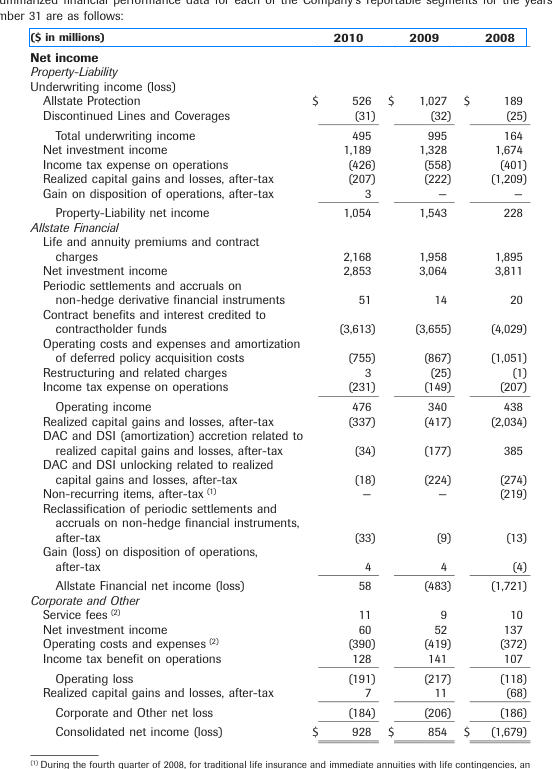 ummarized financial performance data for each of the Company's reportable segments for the years
mber 31 are as follows:
($ in millions) 2010 2009 2008
Net income
Property-Liability
Underwriting income (loss)
Allstate Protection $ 526 $ 1,027 $ 189
Discontinued Lines and Coverages (31) (32) (25)
Total underwriting income 495 995 164
Net investment income 1,189 1,328 1,674
Income tax expense on operations (426) (558) (401)
Realized capital gains and losses, after-tax (207) (222) (1,209)
Gain on disposition of operations, after-tax 3 — —
Property-Liability net income 1,054 1,543 228
Allstate Financial
Life and annuity premiums and contract
charges 2,168 1,958 1,895
Net investment income 2,853 3,064 3,811
Periodic settlements and accruals on
non-hedge derivative financial instruments 51 14 20
Contract benefits and interest credited to
contractholder funds (3,613) (3,655) (4,029)
Operating costs and expenses and amortization
of deferred policy acquisition costs (755) (867) (1,051)
Restructuring and related charges 3 (25) (1)
Income tax expense on operations (231) (149) (207)
Operating income 476 340 438
Realized capital gains and losses, after-tax (337) (417) (2,034)
DAC and DSI (amortization) accretion related to
realized capital gains and losses, after-tax (34) (177) 385
DAC and DSI unlocking related to realized
capital gains and losses, after-tax (18) (224) (274)
Non-recurring items, after-tax (1) — — (219)
Reclassification of periodic settlements and
accruals on non-hedge financial instruments,
after-tax (33) (9) (13)
Gain (loss) on disposition of operations,
after-tax 4 4 (4)
Allstate Financial net income (loss) 58 (483) (1,721)
Corporate and Other
Service fees (2) 11 9 10
Net investment income 60 52 137
Operating costs and expenses (2) (390) (419) (372)
Income tax benefit on operations 128 141 107
Operating loss (191) (217) (118)
Realized capital gains and losses, after-tax 7 11 (68)
Corporate and Other net loss (184) (206) (186)
Consolidated net income (loss) $ 928 $ 854 $ (1,679)
(1) During the fourth quarter of 2008, for traditional life insurance and immediate annuities with life contingencies, an